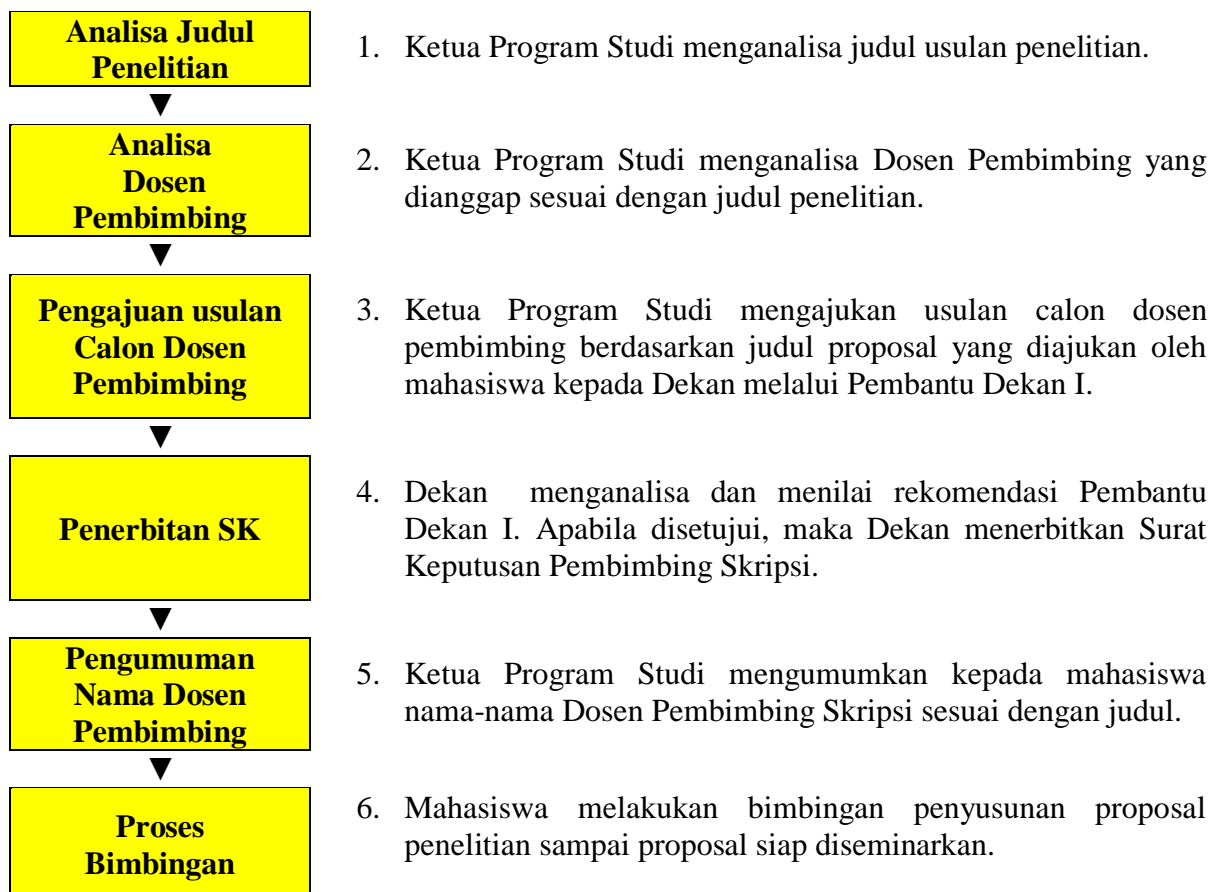 Analisa Judul
Penelitian
1. Ketua Program Studi menganalisa judul usulan penelitian.
▼
Analisa
Dosen
Pembimbing
2. Ketua Program Studi menganalisa Dosen Pembimbing yang
dianggap sesuai dengan judul penelitian.
▼
Pengajuan usulan
Calon Dosen
Pembimbing
3. Ketua Program Studi mengajukan usulan calon dosen
pembimbing berdasarkan judul proposal yang diajukan oleh
mahasiswa kepada Dekan melalui Pembantu Dekan I.
▼
Penerbitan SK
4. Dekan menganalisa dan menilai rekomendasi Pembantu
Dekan I. Apabila disetujui, maka Dekan menerbitkan Surat
Keputusan Pembimbing Skripsi.
▼
Pengumuman
Nama Dosen
Pembimbing
5. Ketua Program Studi mengumumkan kepada mahasiswa
nama-nama Dosen Pembimbing Skripsi sesuai dengan judul.
▼
Proses
Bimbingan
6. Mahasiswa melakukan bimbingan penyusunan proposal
penelitian sampai proposal siap diseminarkan.